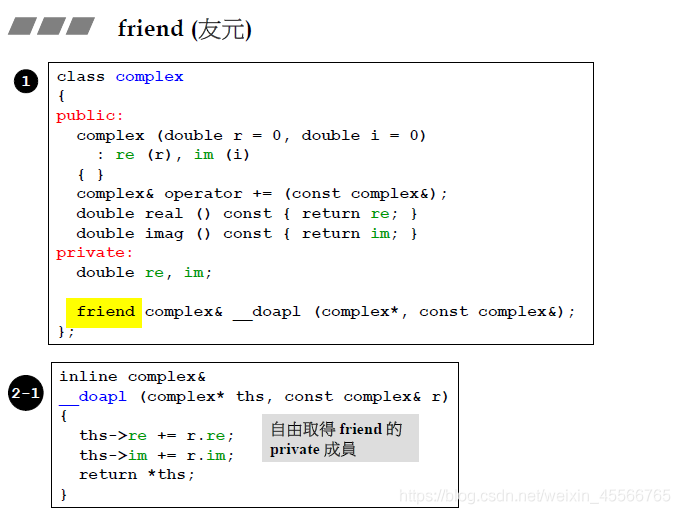 friend (友元)
1
class complex
{
public:
  complex (double r = 0, double i = 0)
    : re (r), im (i)
  { }
  complex& operator += (const complex&);
  double real () const { return re; }
  double imag () const { return im; }
private:
  double re, im;
  friend complex& __doapl (complex*, const complex&);
};
2-1
inline complex&
__doapl (complex* ths, const complex& r)
{
  ths->re += r.re;
  ths->im += r.im;
  return *ths;
}
自由取得 friend 的
private 成員
https://blog.csdn.net/weixin_45566765